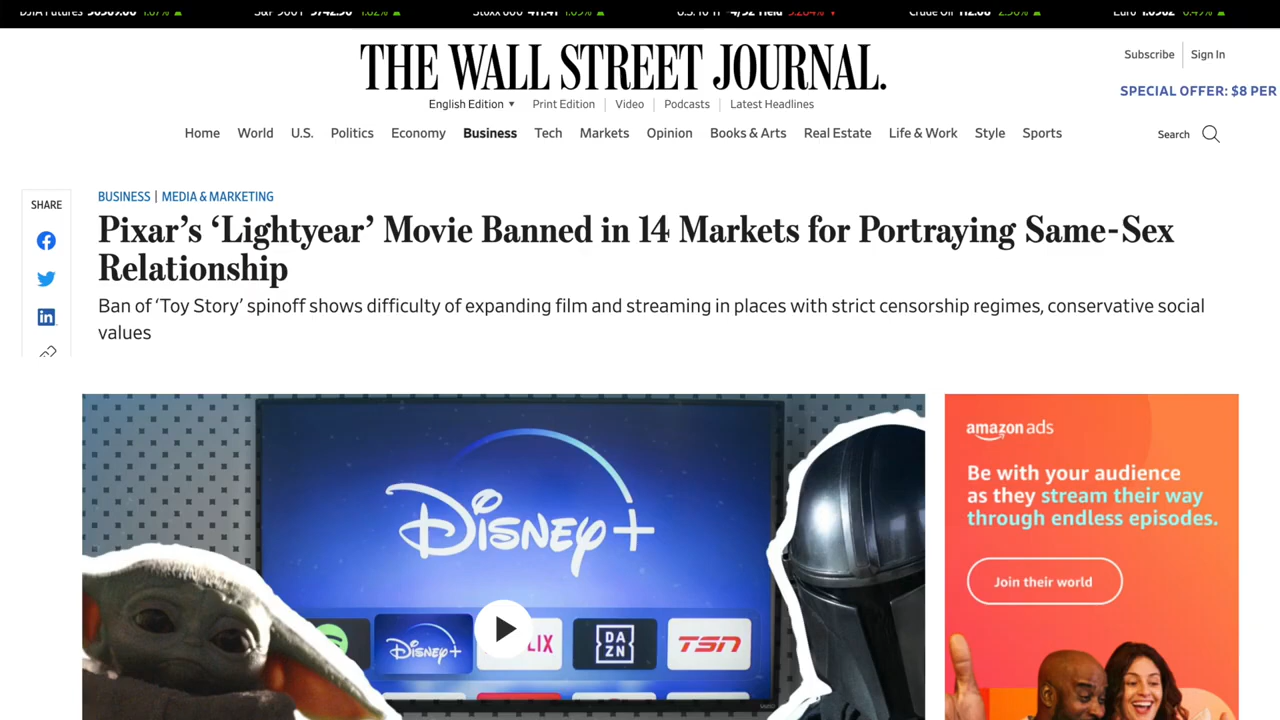 THE WALL STREET JOURNAL.
Subscribe Sign In
English Edition Print Edition Video Podcasts Latest Headlines
SPECIAL OFFER: $8 PER
Home World U.S. Politics Economy Business Tech Markets Opinion Books & Arts Real Estate Life & Work Style Sports
Search
BUSINESS | MEDIA & MARKETING
SHARE
Pixar's 'Lightyear' Movie Banned in 14 Markets for Portraying Same-Sex
Relationship
Ban of 'Toy Story' spinoff shows difficulty of expanding film and streaming in places with strict censorship regimes, conservative social
values
Disney+
Disney+
LIX
DA
ZN
TSN
amazon ads
Be with your audience
as they stream their way
through endless episodes.
Join their world